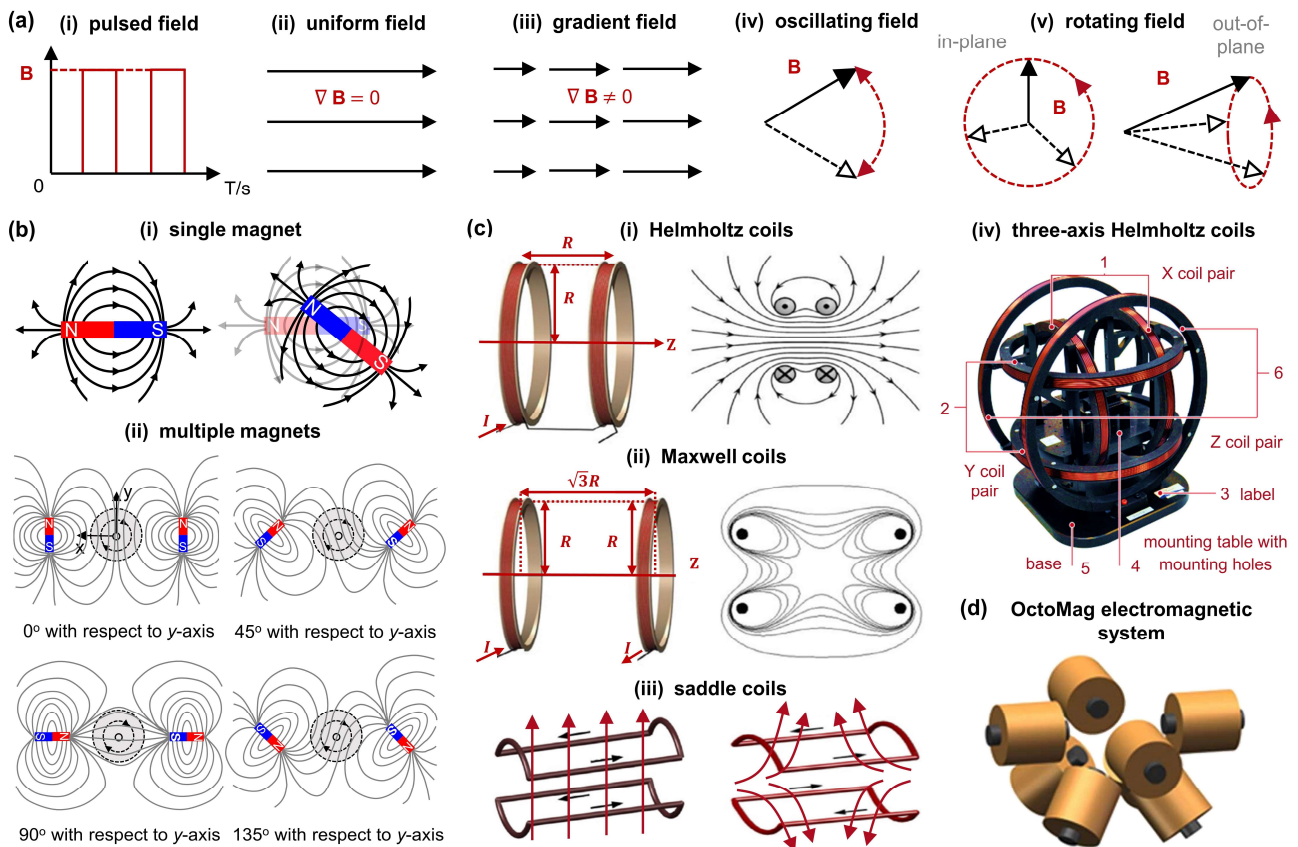 (a)
(i) pulsed field
B
0
T/s
(ii) uniform field
∇ B = 0
(iii) gradient field
∇ B ≠ 0
(iv) oscillating field
B
(v) rotating field
in-plane
out-of-
plane
B
B
(b)
(i) single magnet
N S
N S
N
S
(ii) multiple magnets
y
x
N
S
N
S
S N
S N
0º with respect to y-axis
45º with respect to y-axis
S N
S N
S N
S N
90º with respect to y-axis
135º with respect to y-axis
(c)
(i) Helmholtz coils
R
R
Z
I
(ii) Maxwell coils
√3R
R
R
Z
I
I
(iii) saddle coils
(iv) three-axis Helmholtz coils
1
X coil pair
2
6
Z coil pair
Y coil
pair
3 label
mounting table with
mounting holes
base 5
4
(d)
OctoMag electromagnetic
system